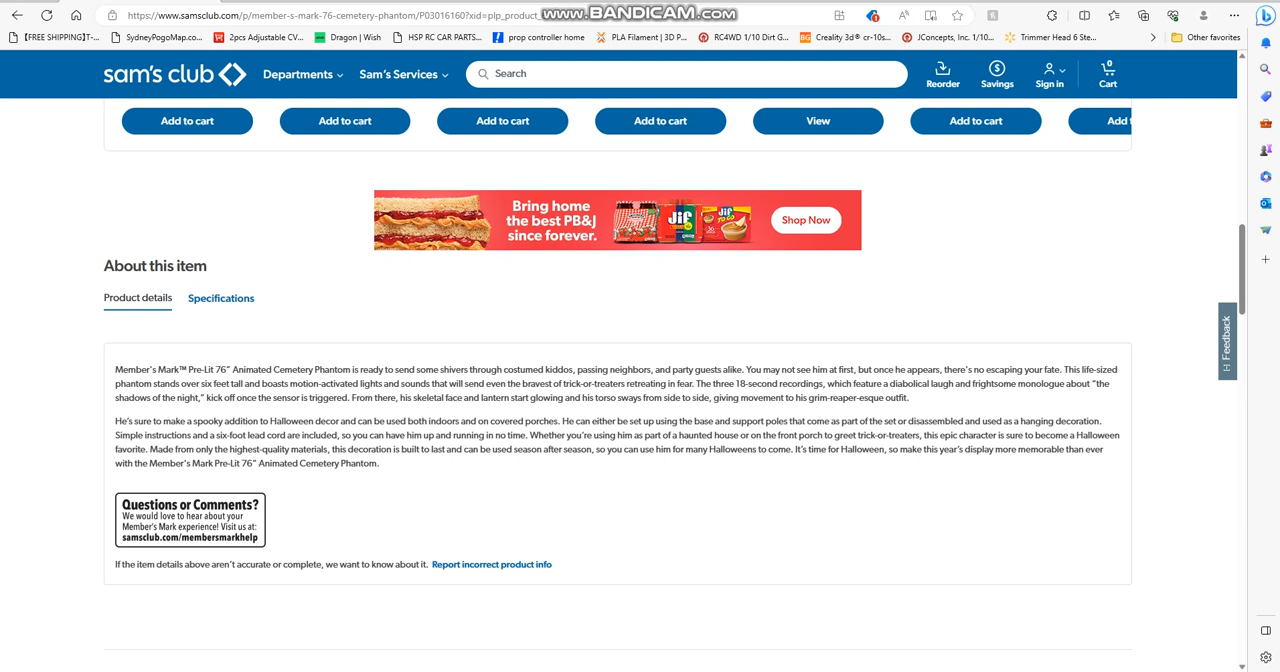 https://www.samsclub.com/p/member-s-mark-76-cemetery-phantom/P03016160?xid=plp_product_
www.BANDICAM.com
【FREE SHIPPING】T-...
SydneyPogoMap.co...
2pcs Adjustable CV...
Dragon | Wish
HSP RC CAR PARTS...
prop controller home
PLA Filament | 3D P...
RC4WD 1/10 Dirt G...
Creality 3d® cr-10s...
JConcepts, Inc. 1/10...
Trimmer Head 6 Ste...
Other favorites
sam's club
Departments
Sam's Services
Search
Reorder
Savings
Sign in
0
Cart
Add to cart
Add to cart
Add to cart
Add to cart
View
Add to cart
Add
Bring home
the best PB&J
since forever.
Jif
Jif
TO GO
Shop Now
About this item
Product details
Specifications
Feedback
Member's Mark™ Pre-Lit 76" Animated Cemetery Phantom is ready to send some shivers through costumed kiddos, passing neighbors, and party guests alike. You may not see him at first, but once he appears, there's no escaping your fate. This life-sized
phantom stands over six feet tall and boasts motion-activated lights and sounds that will send even the bravest of trick-or-treaters retreating in fear. The three 18-second recordings, which feature a diabolical laugh and frightsome monologue about "the
shadows of the night," kick off once the sensor is triggered. From there, his skeletal face and lantern start glowing and his torso sways from side to side, giving movement to his grim-reaper-esque outfit.
He's sure to make a spooky addition to Halloween decor and can be used both indoors and on covered porches. He can either be set up using the base and support poles that come as part of the set or disassembled and used as a hanging decoration.
Simple instructions and a six-foot lead cord are included, so you can have him up and running in no time. Whether you're using him as part of a haunted house or on the front porch to greet trick-or-treaters, this epic character is sure to become a Halloween
favorite. Made from only the highest-quality materials, this decoration is built to last and can be used season after season, so you can use him for many Halloweens to come. It's time for Halloween, so make this year's display more memorable than ever
with the Member's Mark Pre-Lit 76" Animated Cemetery Phantom.
Questions or Comments?
We would love to hear about your
Member's Mark experience! Visit us at:
samsclub.com/membersmarkhelp
If the item details above aren't accurate or complete, we want to know about it. Report incorrect product info